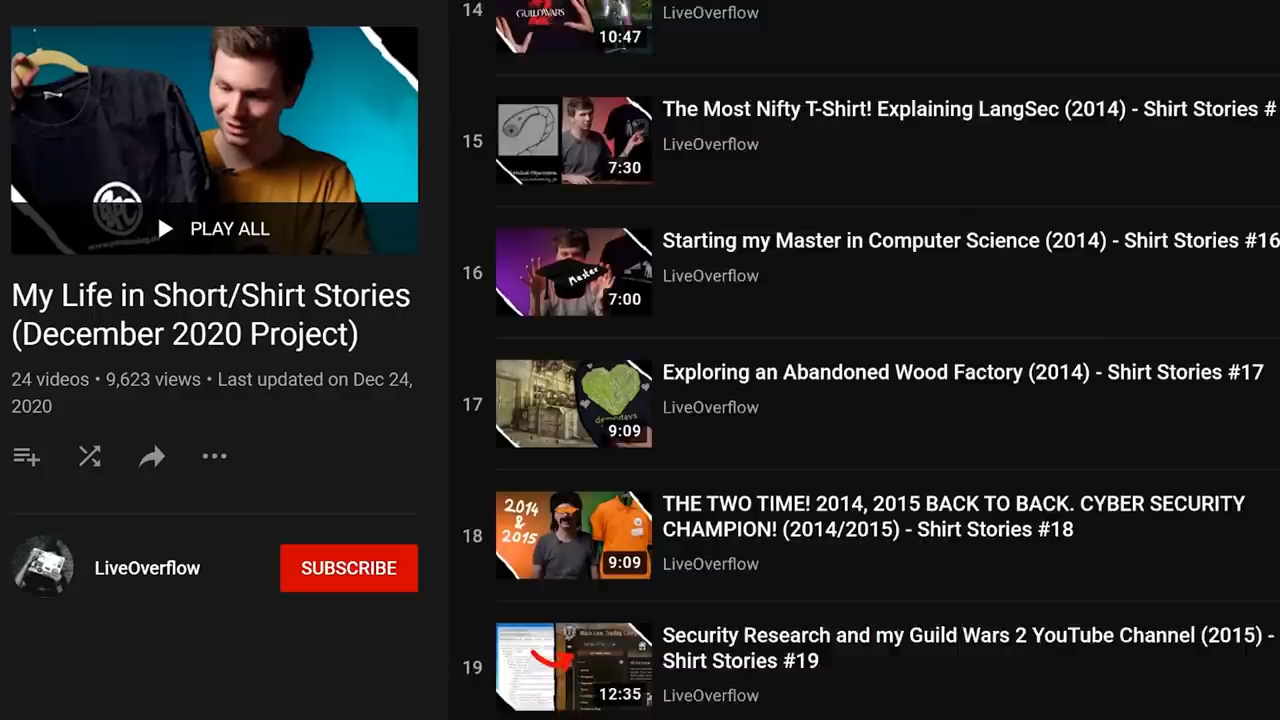 PLAY ALL
My Life in Short/Shirt Stories
(December 2020 Project)
24 videos • 9,623 views • Last updated on Dec 24,
2020
LiveOverflow
SUBSCRIBE
14
GUILD WARS
10:47
LiveOverflow
15
7:30
The Most Nifty T-Shirt! Explaining LangSec (2014) - Shirt Stories #
LiveOverflow
16
Master
7:00
Starting my Master in Computer Science (2014) - Shirt Stories #16
LiveOverflow
17
demodays
9:09
Exploring an Abandoned Wood Factory (2014) - Shirt Stories #17
LiveOverflow
18
2014
&
2015
9:09
THE TWO TIME! 2014, 2015 BACK TO BACK. CYBER SECURITY
CHAMPION! (2014/2015) - Shirt Stories #18
LiveOverflow
19
12:35
Security Research and my Guild Wars 2 YouTube Channel (2015) -
Shirt Stories #19
LiveOverflow